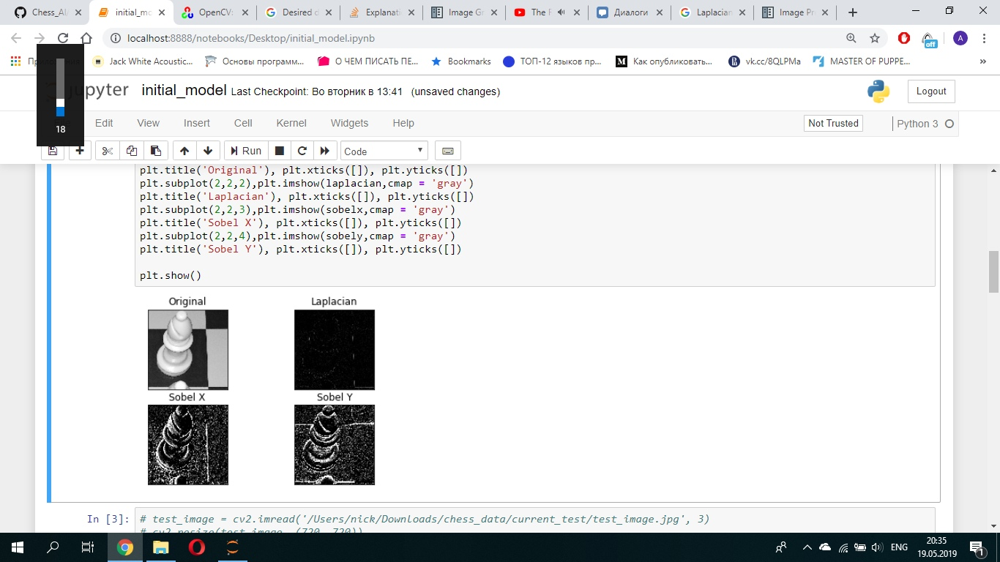 Chess_Al
initial_mo
OpenCV:
Desired d
Explanati
Image Gr
The F
Диалоги
Laplacian
Image Pr
localhost:8888/notebooks/Desktop/initial_model.ipynb
off
A
Jack White Acoustic...
Основы программ...
О ЧЕМ ПИСАТЬ ПЕ...
Bookmarks
ТОП-12 языков пр...
Как опубликовать...
vk.cc/8QLPMa
MASTER OF PUPPE...
»
jupyter initial_model Last Checkpoint: Во вторник в 13:41 (unsaved changes)
Logout
18
Edit View Insert Cell Kernel Widgets Help
Not Trusted
Python 3
Run
Code
plt.title('Original'), plt.xticks([]), plt.yticks([])
plt.subplot(2,2,2),plt.imshow(laplacian,cmap = 'gray')
plt.title('Laplacian'), plt.xticks([]), plt.yticks([])
plt.subplot(2,2,3),plt.imshow(sobelx,cmap = 'gray')
plt.title('Sobel X'), plt.xticks([]), plt.yticks([])
plt.subplot(2,2,4),plt.imshow(sobely,cmap = 'gray')
plt.title('Sobel Y'), plt.xticks([]), plt.yticks([])
plt.show()
Original
Laplacian
Sobel X
Sobel Y
In [3]:
# test_image = cv2.imread('/Users/nick/Downloads/chess_data/current_test/test_image.jpg', 3)
# cv2.resize(test_image, (720, 720))
ENG
20:35
19.05.2019
1